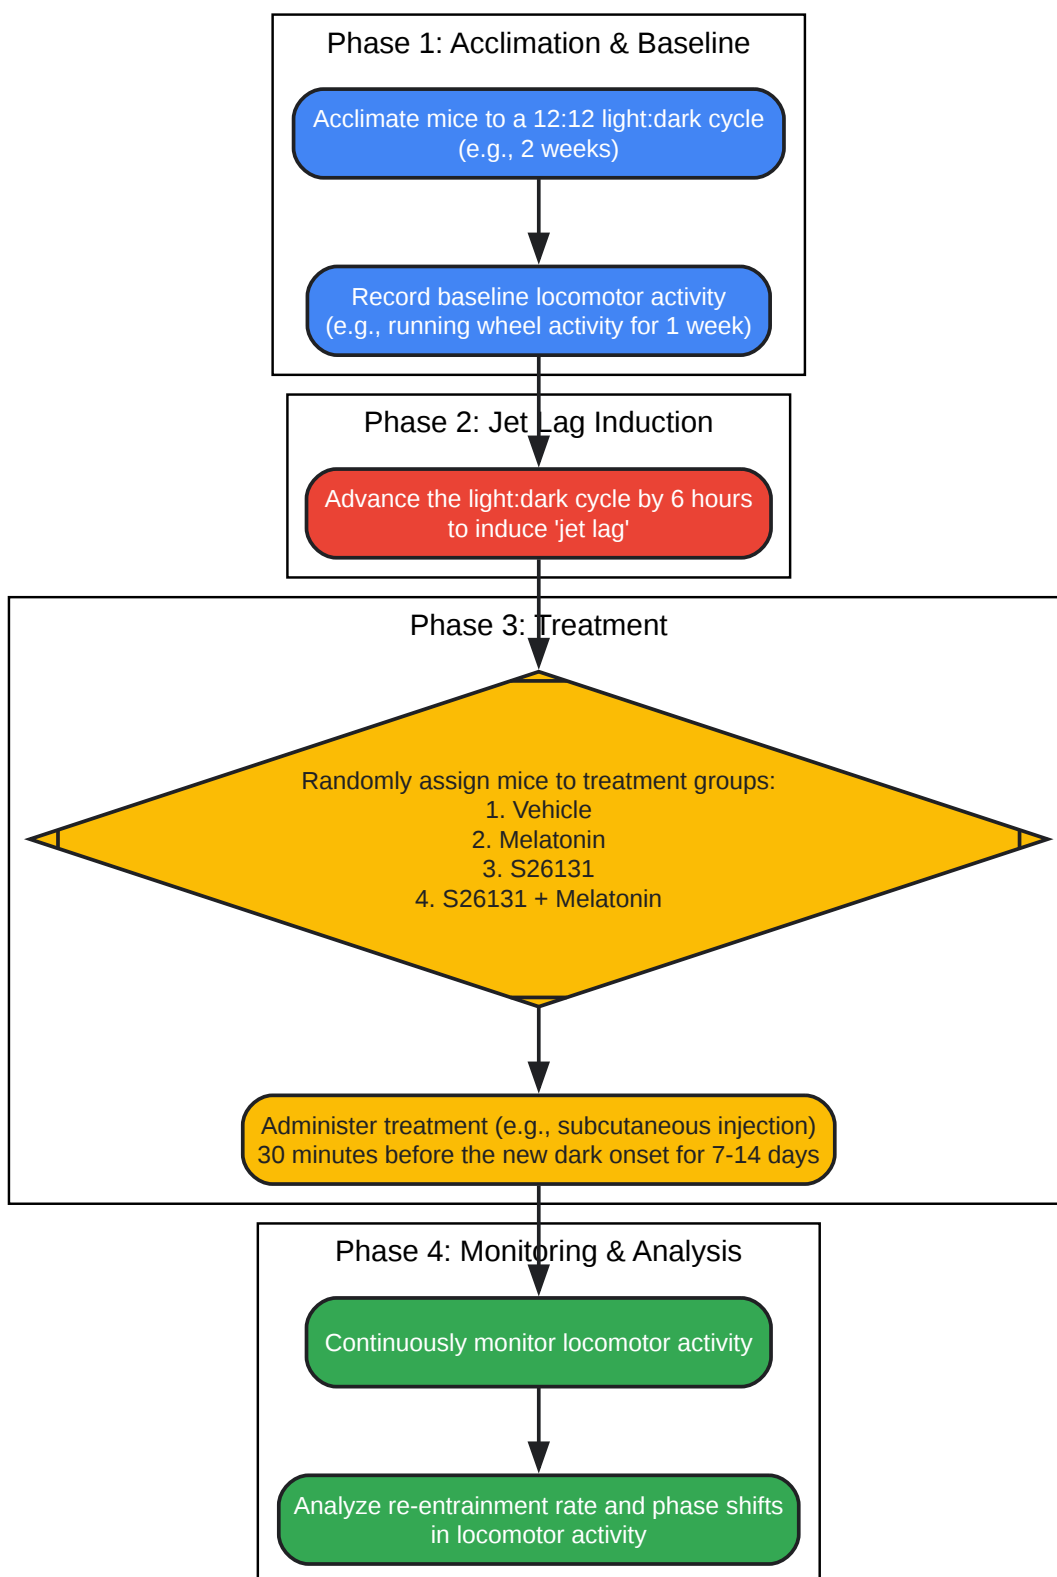 Phase 1: Acclimation & Baseline
Acclimate mice to a 12:12 light:dark cycle
(e.g., 2 weeks)
Record baseline locomotor activity
(e.g., running wheel activity for 1 week)
Phase 2: Jet Lag Induction
Advance the light:dark cycle by 6 hours
to induce 'jet lag'
Phase 3: Treatment
Randomly assign mice to treatment groups:
1. Vehicle
2. Melatonin
3. S26131
4. S26131 + Melatonin
Administer treatment (e.g., subcutaneous injection)
30 minutes before the new dark onset for 7-14 days
Phase 4: Monitoring & Analysis
Continuously monitor locomotor activity
Analyze re-entrainment rate and phase shifts
in locomotor activity